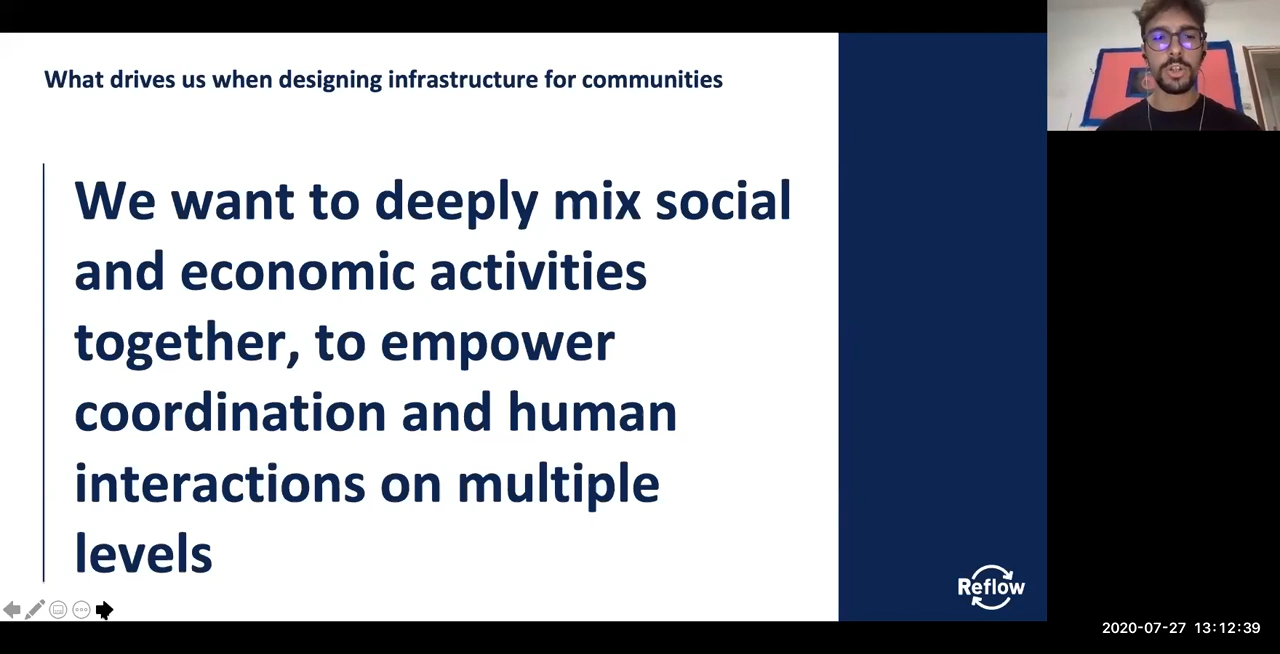 What drives us when designing infrastructure for communities
We want to deeply mix social
and economic activities
together, to empower
coordination and human
interactions on multiple
levels
Reflow
2020-07-27 13:12:39